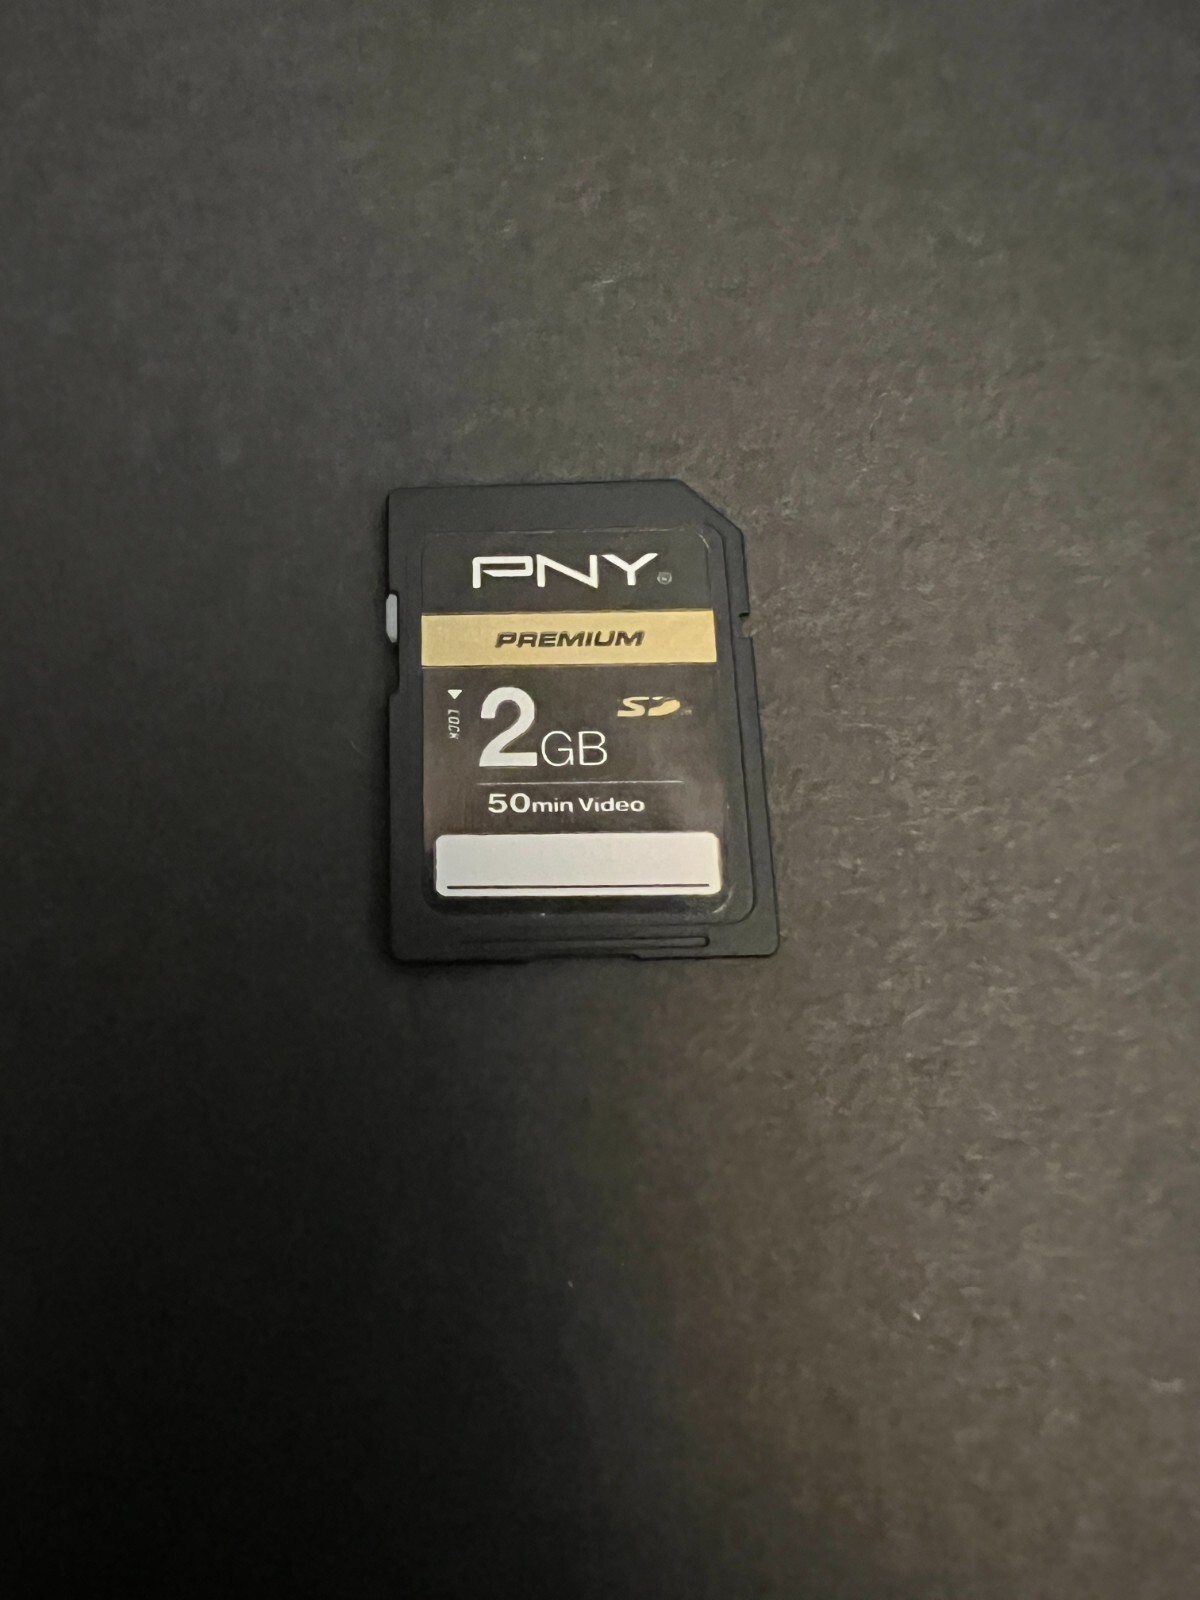 PNY®
PREMIUM
LOCK
2GB
SD
50min Video